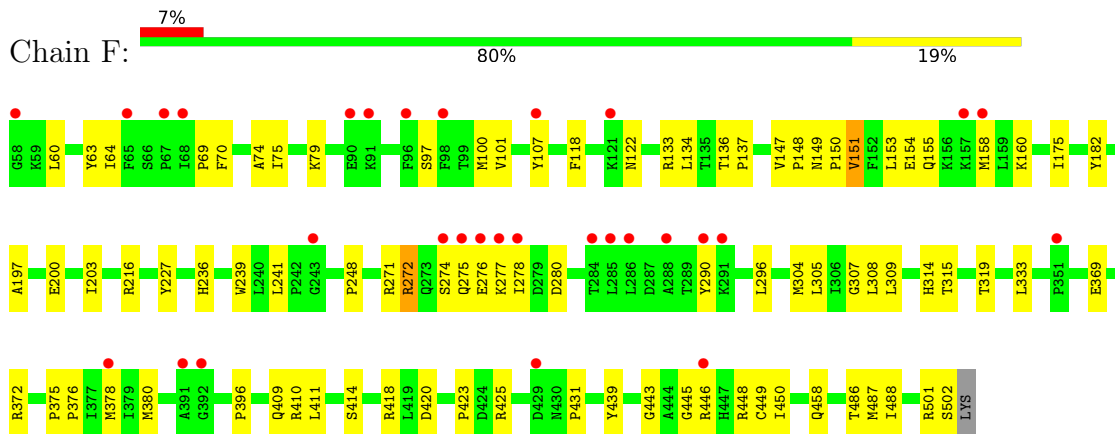 7%
Chain F:
80% 19%
G58 K59 L60 Y63 I64 F65 S66 P67 I68 P69 F70 A74 I75 K79 E90 K91 F96 S97 F98 T99 M100 V101 Y107 F118 K121 N122 R133 L134 T135 T136 P137 V147 P148 N149 P150 V151 F152 L153 E154 Q155 K156 K157 M158 L159 K160 I175 Y182
A197 E200 I203 R216 Y227 H236 W239 L240 L241 P242 G243 P248 R271 R272 Q273 S274 Q275 E276 K277 I278 D279 D280 T284 L285 L286 D287 A288 T289 Y290 K291 L296 M304 L305 I306 G307 L308 L309 H314 T315 T319 L333 P351 E369
R372 P375 P376 I377 M378 I379 M380 A391 G392 P396 Q409 R410 L411 S414 R418 L419 D420 P423 D424 R425 D429 N430 P431 Y439 G443 A444 G445 R446 H447 R448 C449 I450 Q458 T486 M487 I488 R501 S502 LYS